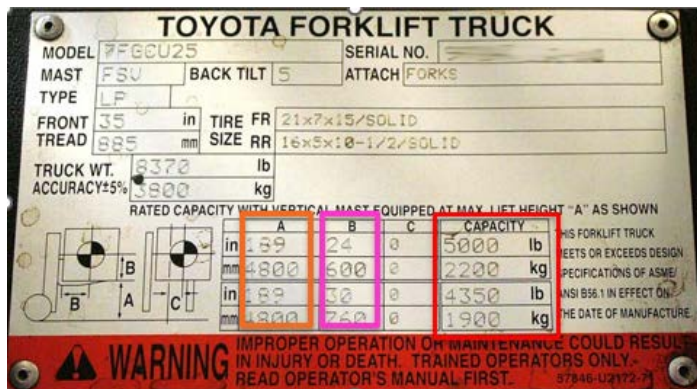 TOYOTA FORKLIFT TRUCK
MODEL 7FGCU25 SERIAL NO.
MAST FSV BACK TILT 5 ATTACH FORKS
TYPE LP
FRONT TREAD 35 in 885 mm TIRE SIZE FR 21x7x15/SOLID
RR 16x5x10-1/2/SOLID
TRUCK WT. 8370 lb
ACCURACY±5% 3800 kg
RATED CAPACITY WITH VERTICAL MAST EQUIPPED AT MAX. LIFT HEIGHT "A" AS SHOWN
A B C CAPACITY
in 189 24 0 5000 lb
mm 4800 600 0 2200 kg
in 189 30 0 4350 lb
mm 4800 760 0 1900 kg
B
B A C
THIS FORKLIFT TRUCK
MEETS OR EXCEEDS DESIGN
SPECIFICATIONS OF ASME/
ANSI B56.1 IN EFFECT ON
THE DATE OF MANUFACTURE.
WARNING
IMPROPER OPERATION OR MAINTENANCE COULD RESULT
IN INJURY OR DEATH. TRAINED OPERATORS ONLY.
READ OPERATOR'S MANUAL FIRST.